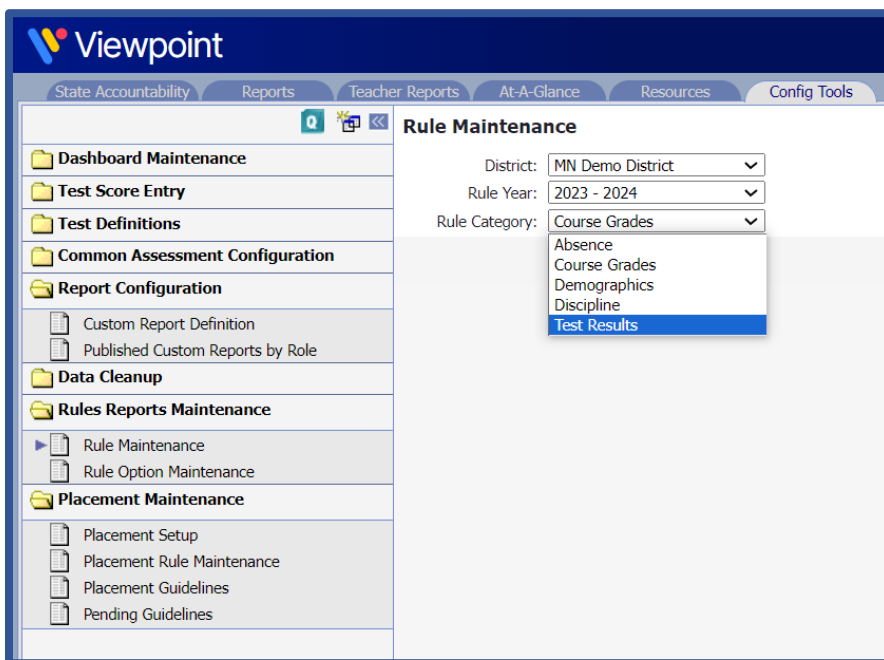 Viewpoint
State Accountability Reports Teacher Reports At-A-Glance Resources Config Tools
Q
Dashboard Maintenance
Test Score Entry
Test Definitions
Common Assessment Configuration
Report Configuration
Custom Report Definition
Published Custom Reports by Role
Data Cleanup
Rules Reports Maintenance
Rule Maintenance
Rule Option Maintenance
Placement Maintenance
Placement Setup
Placement Rule Maintenance
Placement Guidelines
Pending Guidelines
Rule Maintenance
District: MN Demo District
Rule Year: 2023 - 2024
Rule Category: Course Grades
Absence
Course Grades
Demographics
Discipline
Test Results